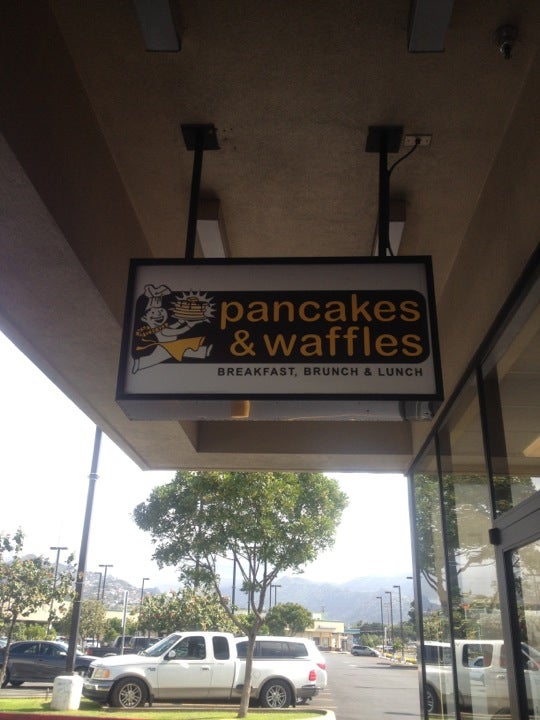 pancakes
& waffles
BREAKFAST, BRUNCH & LUNCH